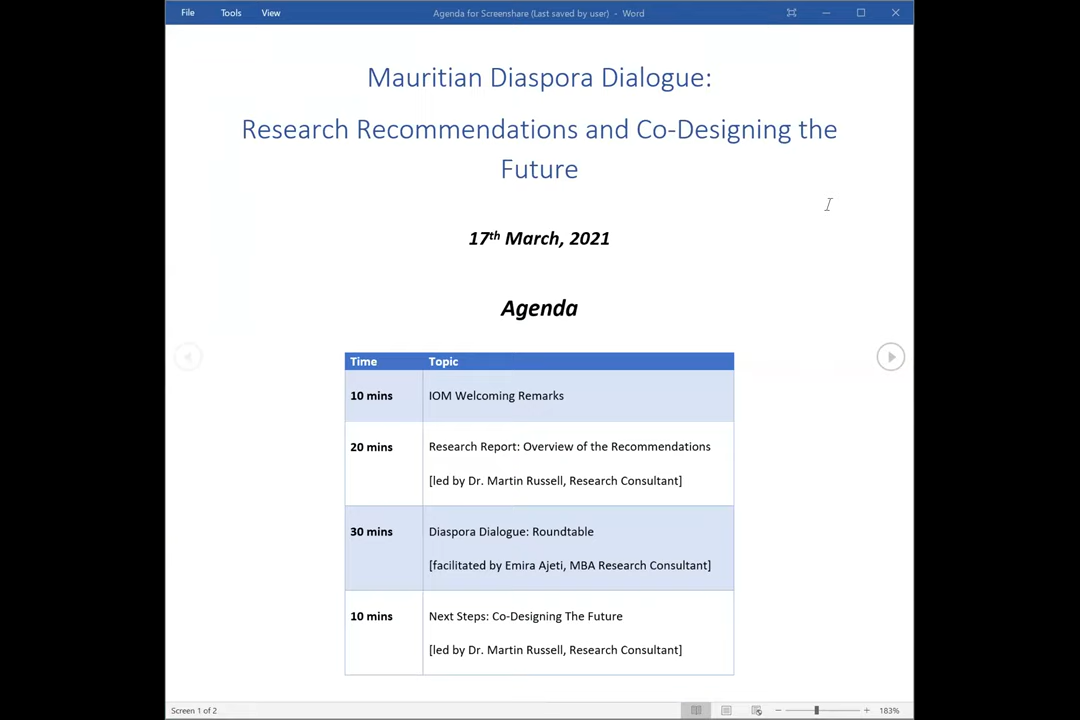 File Tools View Agenda for Screenshare (Last saved by user) - Word
Mauritian Diaspora Dialogue:
Research Recommendations and Co-Designing the
Future
17th March, 2021
Agenda
Time Topic
10 mins IOM Welcoming Remarks
20 mins Research Report: Overview of the Recommendations
[led by Dr. Martin Russell, Research Consultant]
30 mins Diaspora Dialogue: Roundtable
[facilitated by Emira Ajeti, MBA Research Consultant]
10 mins Next Steps: Co-Designing The Future
[led by Dr. Martin Russell, Research Consultant]
Screen 1 of 2 183%